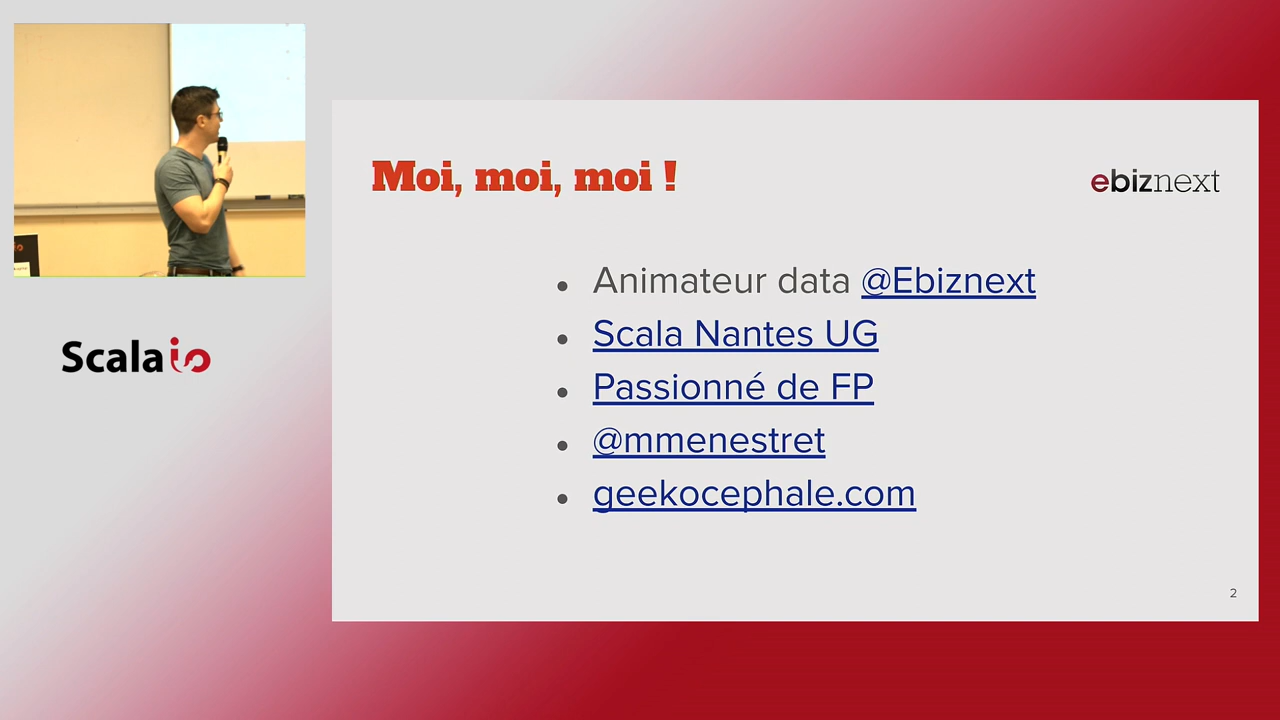 Scala io
Moi, moi, moi !
ebiznext
• Animateur data @Ebiznext
• Scala Nantes UG
• Passionné de FP
• @mmenestret
• geekocephale.com
2